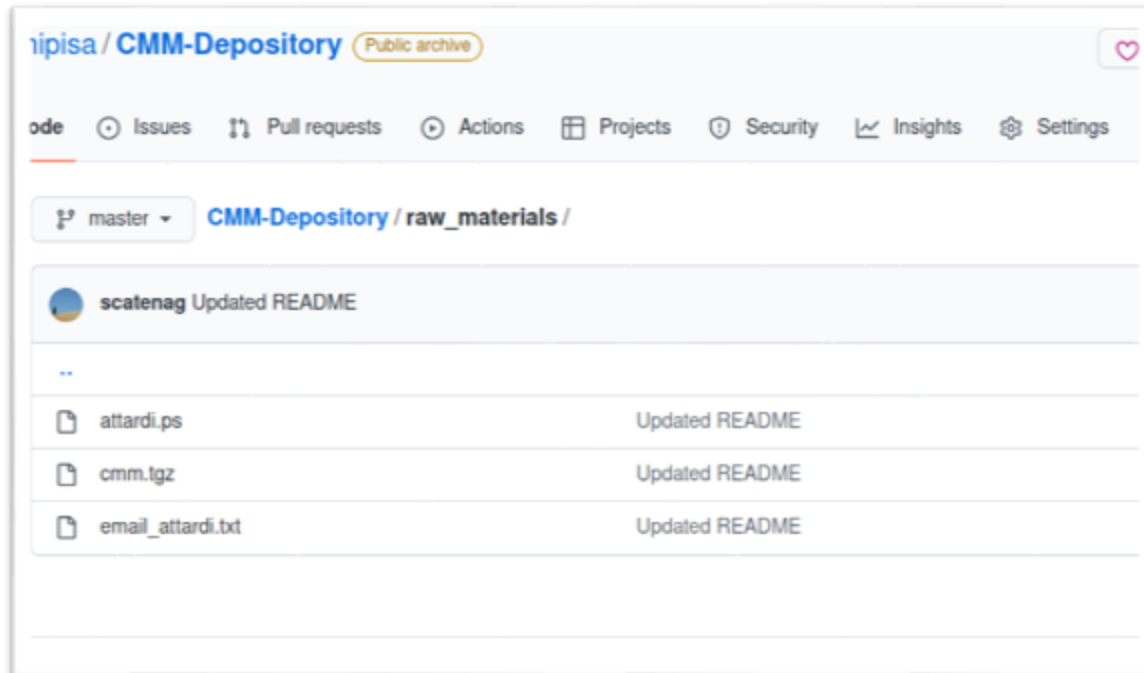 nipisa / CMM-Depository Public archive
ode Issues Pull requests Actions Projects Security Insights Settings
master CMM-Depository / raw_materials /
scatenag Updated README
..
attardi.ps Updated README
cmm.tgz Updated README
email_attardi.txt Updated README